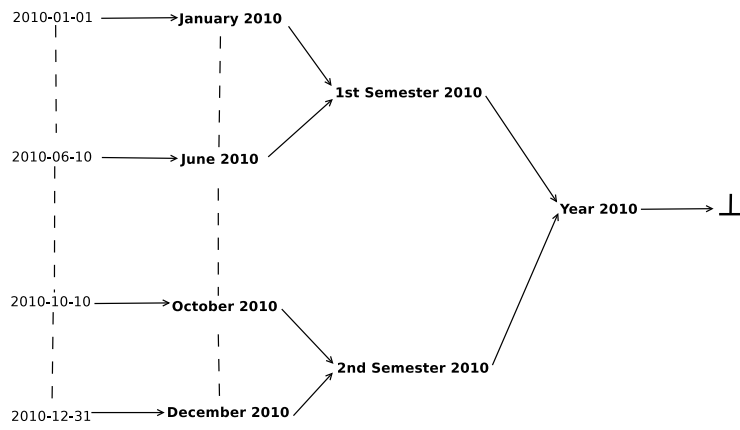 2010-01-01
January 2010
1st Semester 2010
2010-06-10
June 2010
Year 2010
⊥
2010-10-10
October 2010
2nd Semester 2010
2010-12-31
December 2010